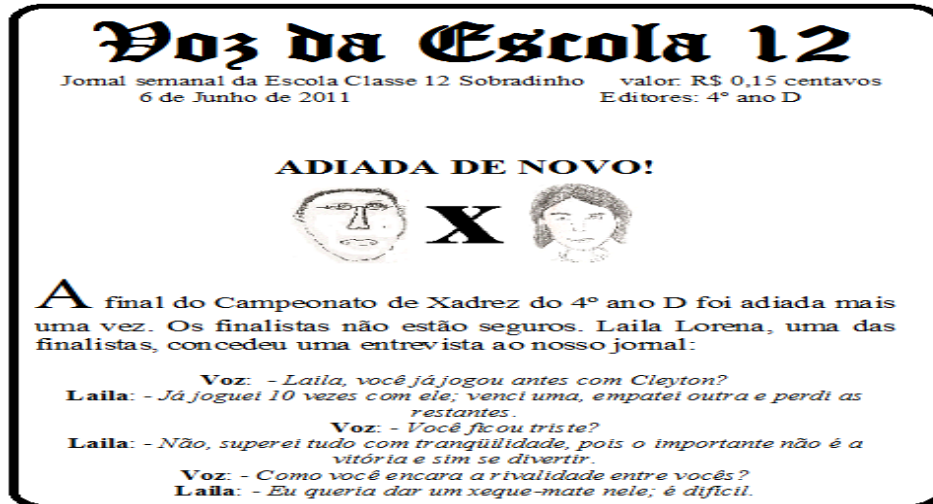 Voz da Escola 12
Jornal semanal da Escola Classe 12 Sobradinho valor: R$ 0,15 centavos
6 de Junho de 2011 Editores: 4º ano D
ADIADA DE NOVO!
X
A final do Campeonato de Xadrez do 4º ano D foi adiada mais
uma vez. Os finalistas não estão seguros. Laila Lorena, uma das
finalistas, concedeu uma entrevista ao nosso jornal:
Voz: - Laila, você já jogou antes com Cleyton?
Laila: - Já joguei 10 vezes com ele; venci uma, empatei outra e perdi as
restantes.
Voz: - Você ficou triste?
Laila: - Não, superei tudo com tranqüilidade, pois o importante não é a
vitória e sim se divertir.
Voz: - Como você encara a rivalidade entre vocês?
Laila: - Eu queria dar um xeque-mate nele; é difícil.